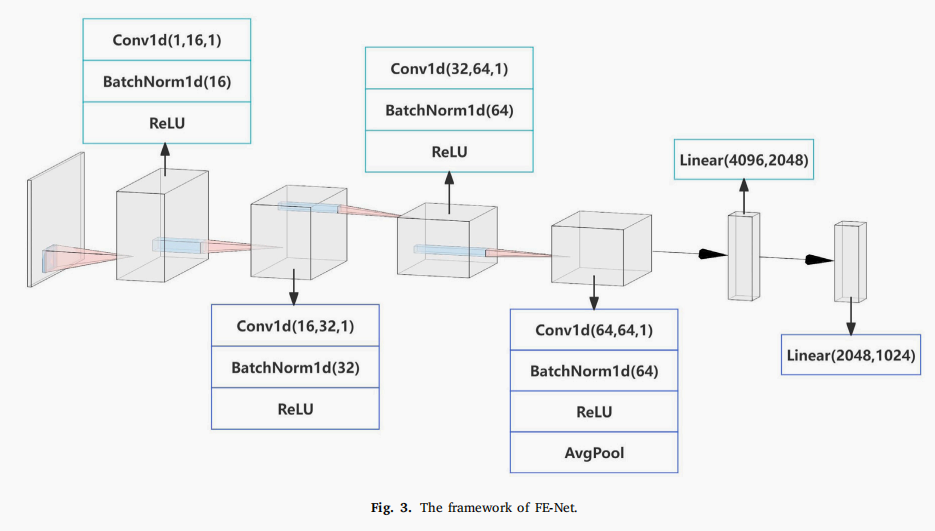 Conv1d(1,16,1)
BatchNorm1d(16)
ReLU
Conv1d(32,64,1)
BatchNorm1d(64)
ReLU
Linear(4096,2048)
Conv1d(16,32,1)
BatchNorm1d(32)
ReLU
Conv1d(64,64,1)
BatchNorm1d(64)
ReLU
AvgPool
Linear(2048,1024)
Fig. 3. The framework of FE-Net.